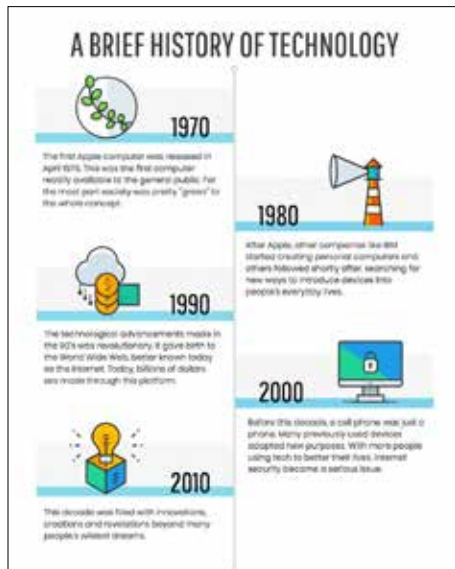 A BRIEF HISTORY OF TECHNOLOGY
1970
The first Apple computer was released in
April 1976. This was the first computer
readily available to the general public. For
the most part society was pretty "green" to
the whole concept.
1980
After Apple, other companies like IBM
started creating personal computers and
others followed shortly after, searching for
new ways to introduce devices into
people's everyday lives.
1990
The technological advancements made in
the 90's was revolutionary. It gave birth to
the World Wide Web, better known today
as the internet. Today, billions of dollars
are made through this platform.
2000
Before this decade, a cell phone was just a
phone. Many previously used devices
adapted new purposes. With more people
using tech to better their lives, internet
security became a serious issue.
2010
This decade was filled with innovations,
creations and revelations beyond many
people's wildest dreams.